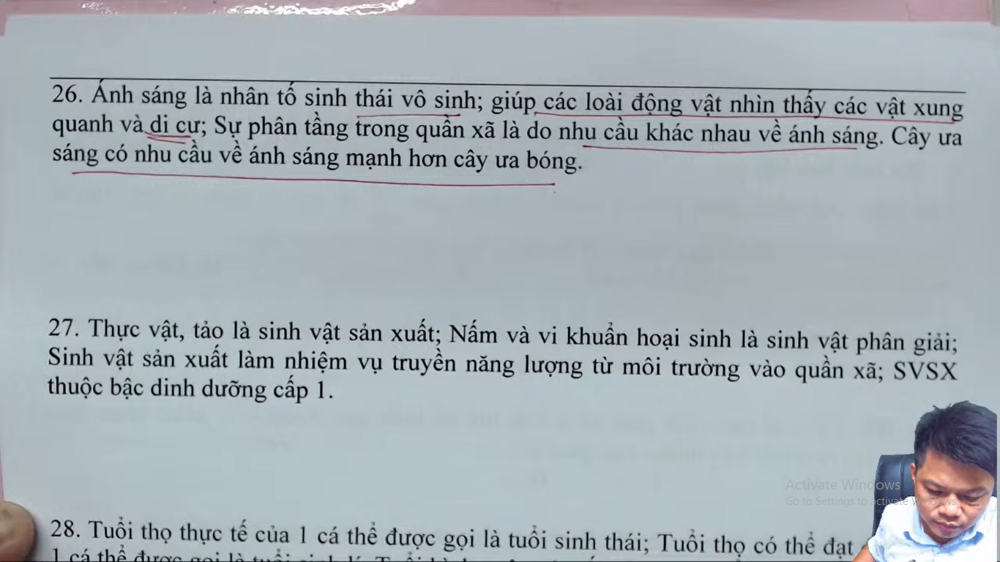 26. Ánh sáng là nhân tố sinh thái vô sinh; giúp các loài động vật nhìn thấy các vật xung
quanh và di cư; Sự phân tầng trong quần xã là do nhu cầu khác nhau về ánh sáng. Cây ưa
sáng có nhu cầu về ánh sáng mạnh hơn cây ưa bóng.
27. Thực vật, tảo là sinh vật sản xuất; Nấm và vi khuẩn hoại sinh là sinh vật phân giải;
Sinh vật sản xuất làm nhiệm vụ truyền năng lượng từ môi trường vào quần xã; SVSX
thuộc bậc dinh dưỡng cấp 1.
Activate Windows
Go to Settings to activate Windows.
28. Tuổi thọ thực tế của 1 cá thể được gọi là tuổi sinh thái; Tuổi thọ có thể đạt
1 cá thể được gọi là tuổi sinh lí;